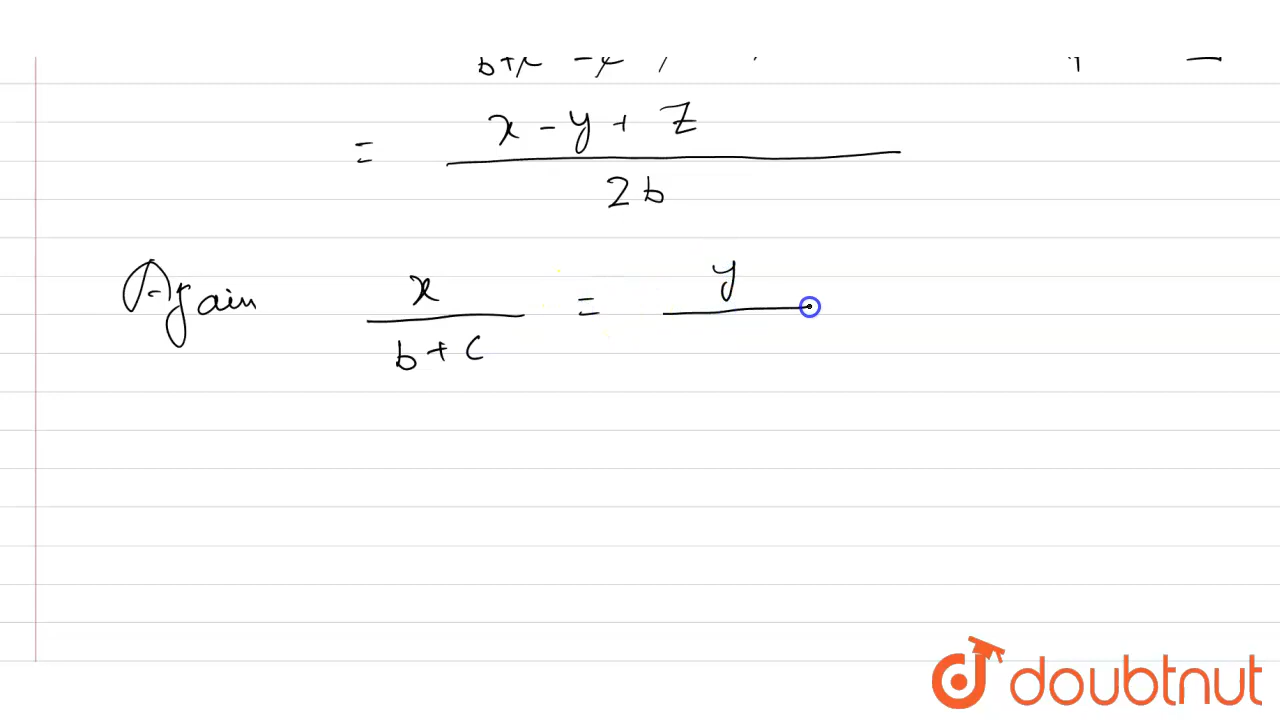 = x - y + z
2b
Again x/b+c = y
doubtnut